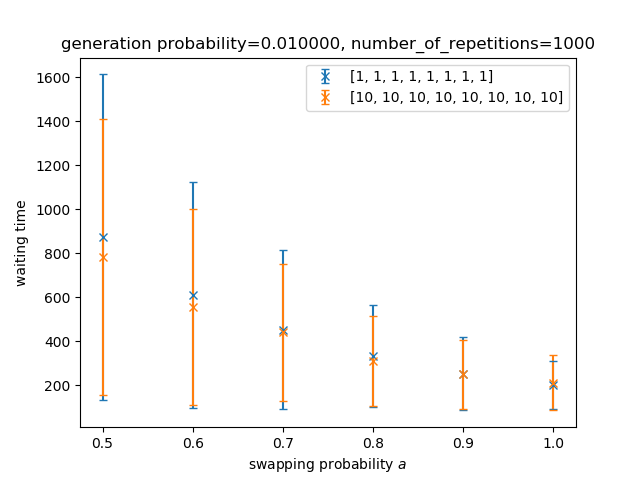 generation probability=0.010000, number_of_repetitions=1000
[1, 1, 1, 1, 1, 1, 1, 1]
[10, 10, 10, 10, 10, 10, 10, 10]
waiting time
1600
1400
1200
1000
800
600
400
200
0.5 0.6 0.7 0.8 0.9 1.0
swapping probability a